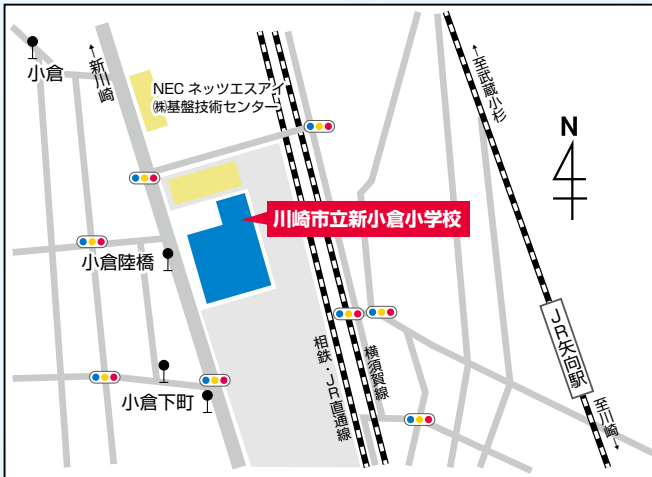 小倉
←新川崎
NEC ネッツエスアイ
㈱基盤技術センター
←至武蔵小杉
N
川崎市立新小倉小学校
小倉陸橋
JR矢向駅
相鉄・JR直通線
横須賀線
小倉下町
至川崎→